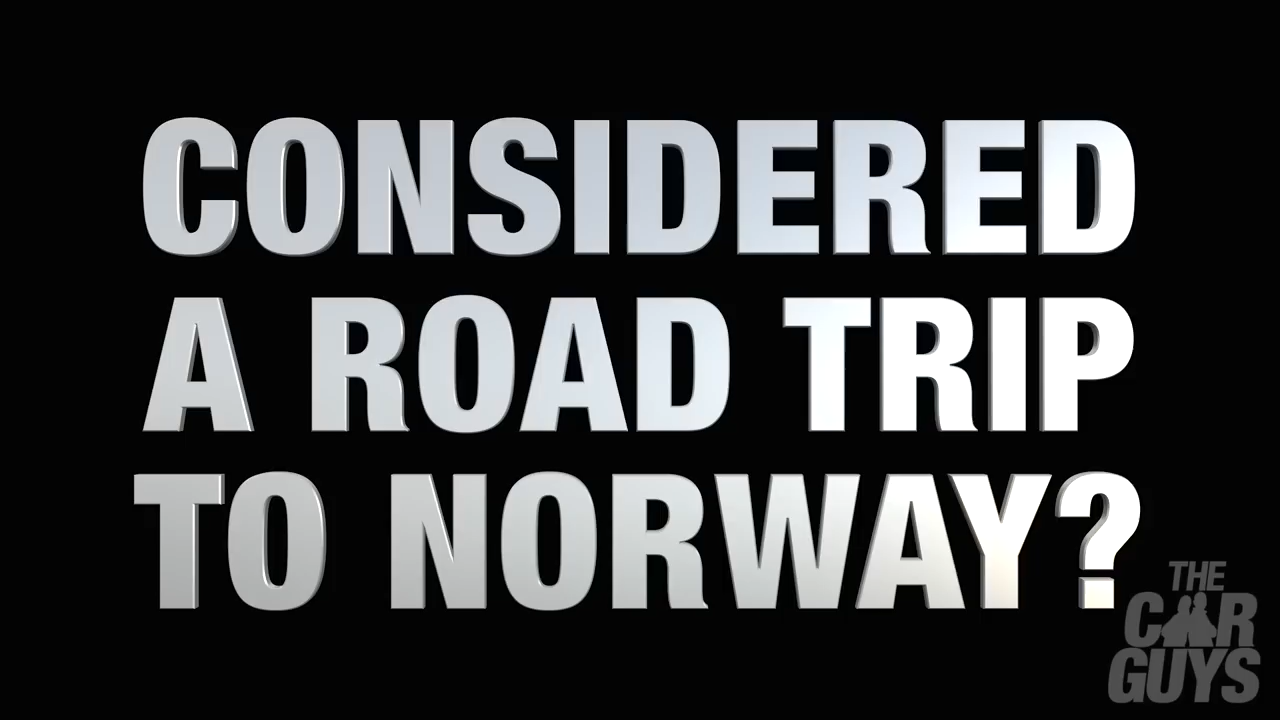 CONSIDERED
A ROAD TRIP
TO NORWAY?
THE
CAR
GUYS